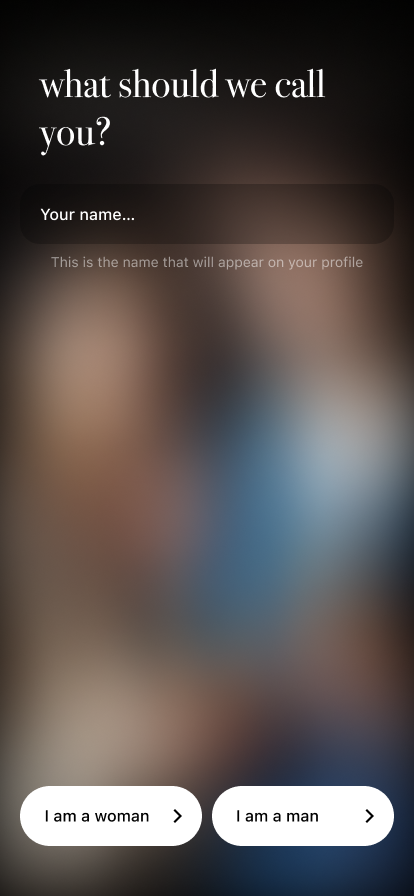 what should we call
you?
Your name...
This is the name that will appear on your profile
I am a woman
I am a man